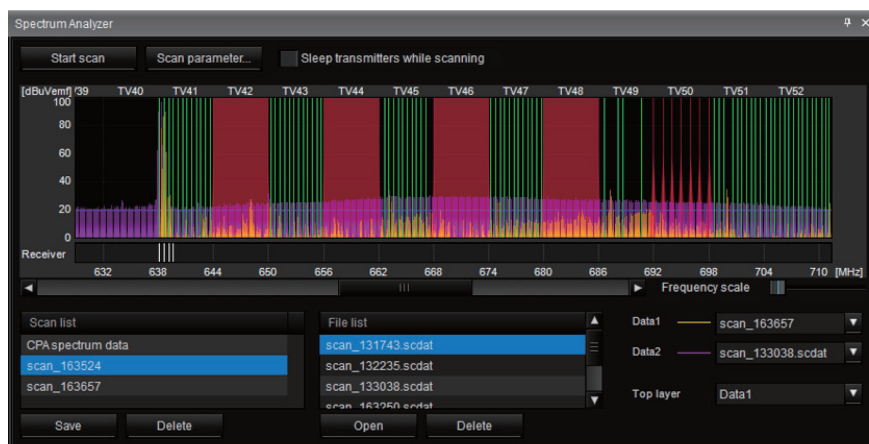 Spectrum Analyzer
Start scan Scan parameter... Sleep transmitters while scanning
[dBuVemf] /39 TV40 TV41 TV42 TV43 TV44 TV45 TV46 TV47 TV48 TV49 TV50 TV51 TV52
100
80
60
40
20
0
Receiver
632 638 644 650 656 662 668 674 680 686 692 698 704 710 [MHz]
Frequency scale
Scan list File list Data1 scan_163657
CPA spectrum data scan_131743.scdat
scan_163524 scan_132235.scdat Data2 scan_133038.scdat
scan_163657 scan_133038.scdat
scan_163250.scdat Top layer Data1
Save Delete Open Delete